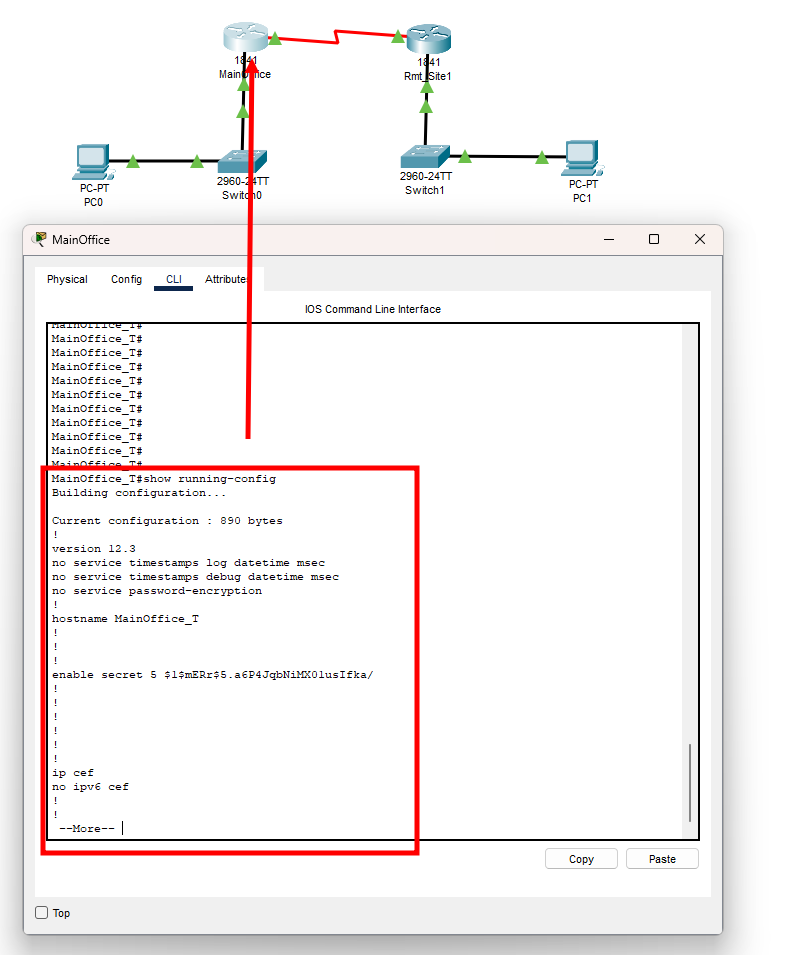 1841
MainOffice
1841
Rmt_Site1
PC-PT
PC0
2960-24TT
Switch0
2960-24TT
Switch1
PC-PT
PC1
MainOffice
Physical Config CLI Attributes
IOS Command Line Interface
MainOffice_T#
MainOffice_T#
MainOffice_T#
MainOffice_T#
MainOffice_T#
MainOffice_T#
MainOffice_T#
MainOffice_T#
MainOffice_T#
MainOffice_T#
MainOffice_T#
MainOffice_T#show running-config
Building configuration...
Current configuration : 890 bytes
!
version 12.3
no service timestamps log datetime msec
no service timestamps debug datetime msec
no service password-encryption
!
hostname MainOffice_T
!
!
!
enable secret 5 $1$mERr$5.a6P4JqbNiMX01usIfka/
!
!
!
!
!
!
ip cef
no ipv6 cef
!
!
--More--
Copy Paste
Top